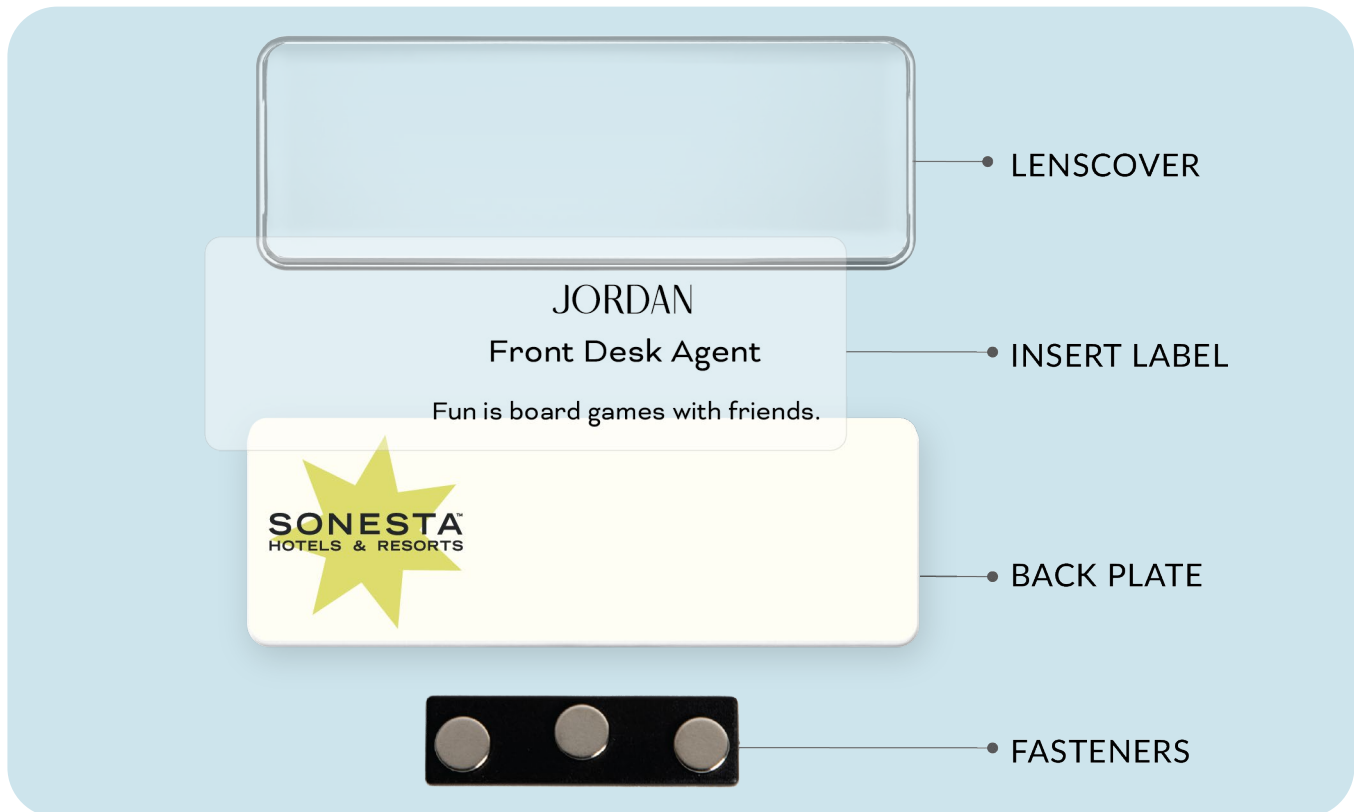 LENSCOVER
JORDAN
Front Desk Agent
INSERT LABEL
Fun is board games with friends.
SONESTA™
HOTELS & RESORTS
BACK PLATE
FASTENERS